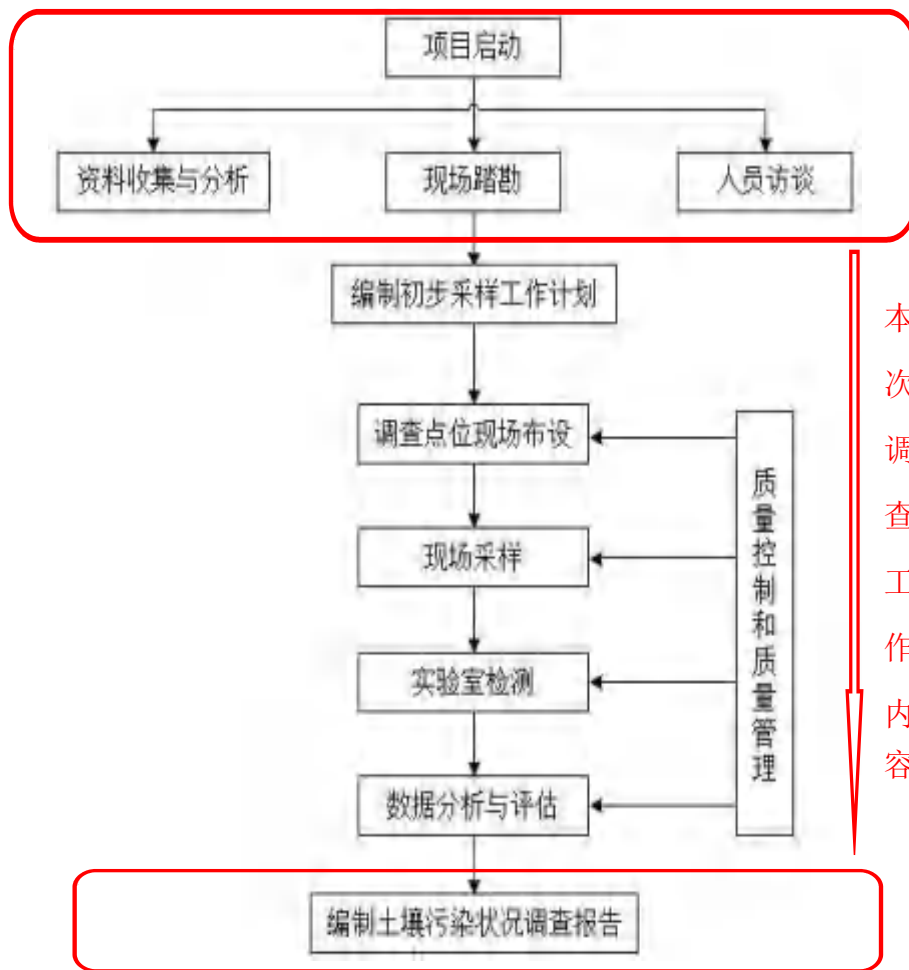 项目启动
资料收集与分析
现场踏勘
人员访谈
编制初步采样工作计划
调查点位现场布设
现场采样
实验室检测
数据分析与评估
编制土壤污染状况调查报告
质量控制和质量管理
本次调查工作内容